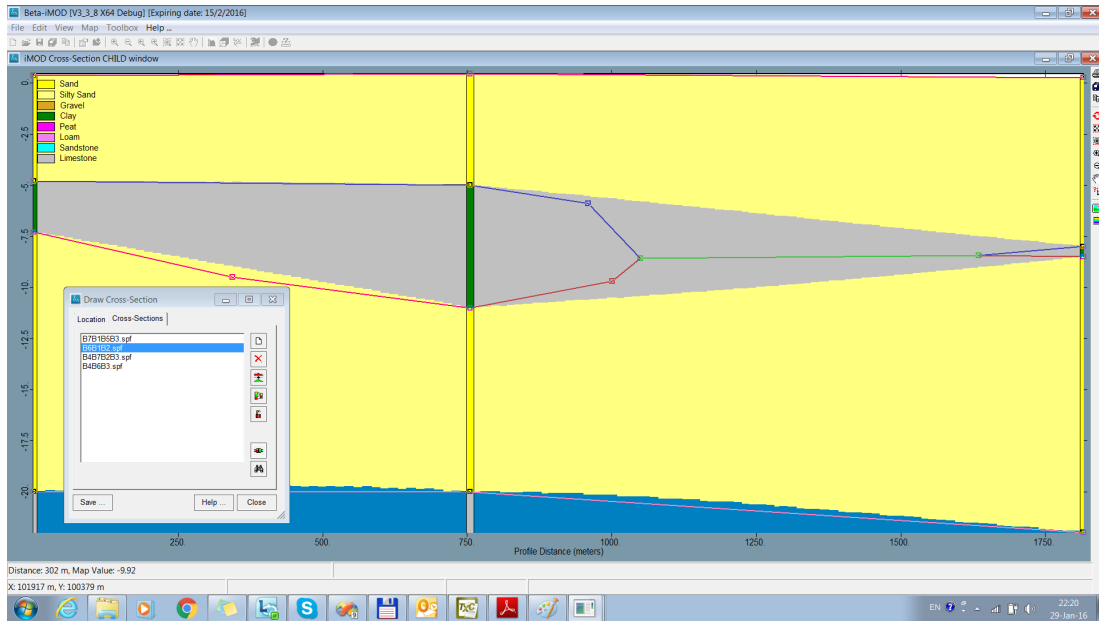 Beta-iMOD [V3_3_8 X64 Debug] [Expiring date: 15/2/2016]
File Edit View Map Toolbox Help ...
iMOD Cross-Section CHILD window
Sand
Silty Sand
Gravel
Clay
Peat
Loam
Sandstone
Limestone
0.
-2.5
-5.
-7.5
-10.
-12.5
-15.
-17.5
-20.
Draw Cross-Section
Location Cross-Sections
B7B1B5B3.spf
B6B1B2.spf
B4B7B2B3.spf
B4B6B3.spf
Save ... Help ... Close
250. 500. 750. 1000. 1250. 1500. 1750.
Profile Distance (meters)
Distance: 302 m, Map Value: -9.92
X: 101917 m, Y: 100379 m
EN 22:20
29-Jan-16